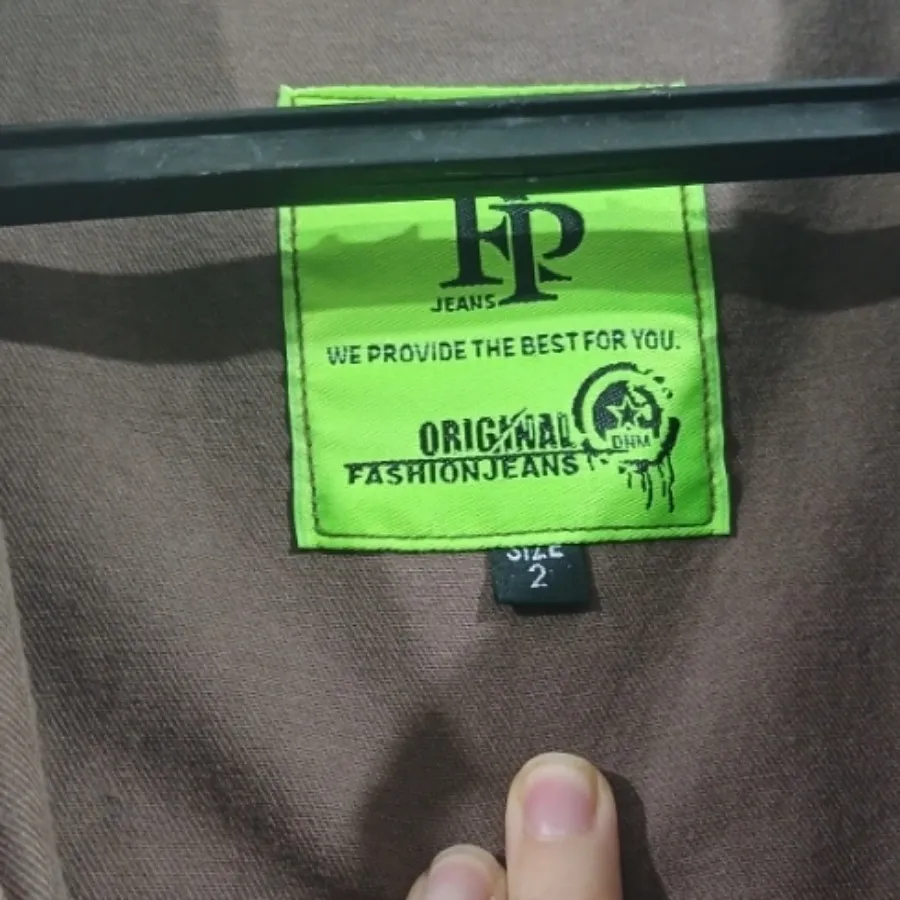 FP
JEANS
WE PROVIDE THE BEST FOR YOU.
ORIGINAL
DHM
FASHIONJEANS
SIZE
2